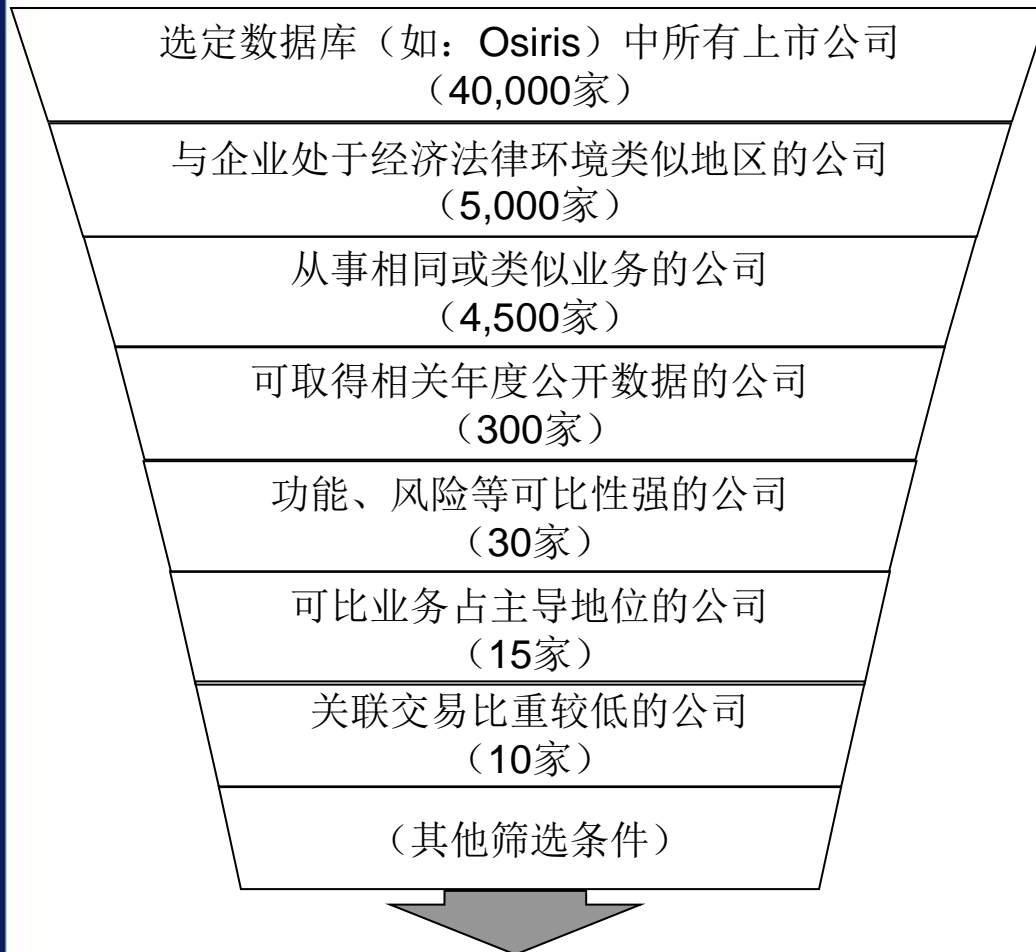 选定数据库（如：Osiris）中所有上市公司
（40,000家）
与企业处于经济法律环境类似地区的公司
（5,000家）
从事相同或类似业务的公司
（4,500家）
可取得相关年度公开数据的公司
（300家）
功能、风险等可比性强的公司
（30家）
可比业务占主导地位的公司
（15家）
关联交易比重较低的公司
（10家）
（其他筛选条件）